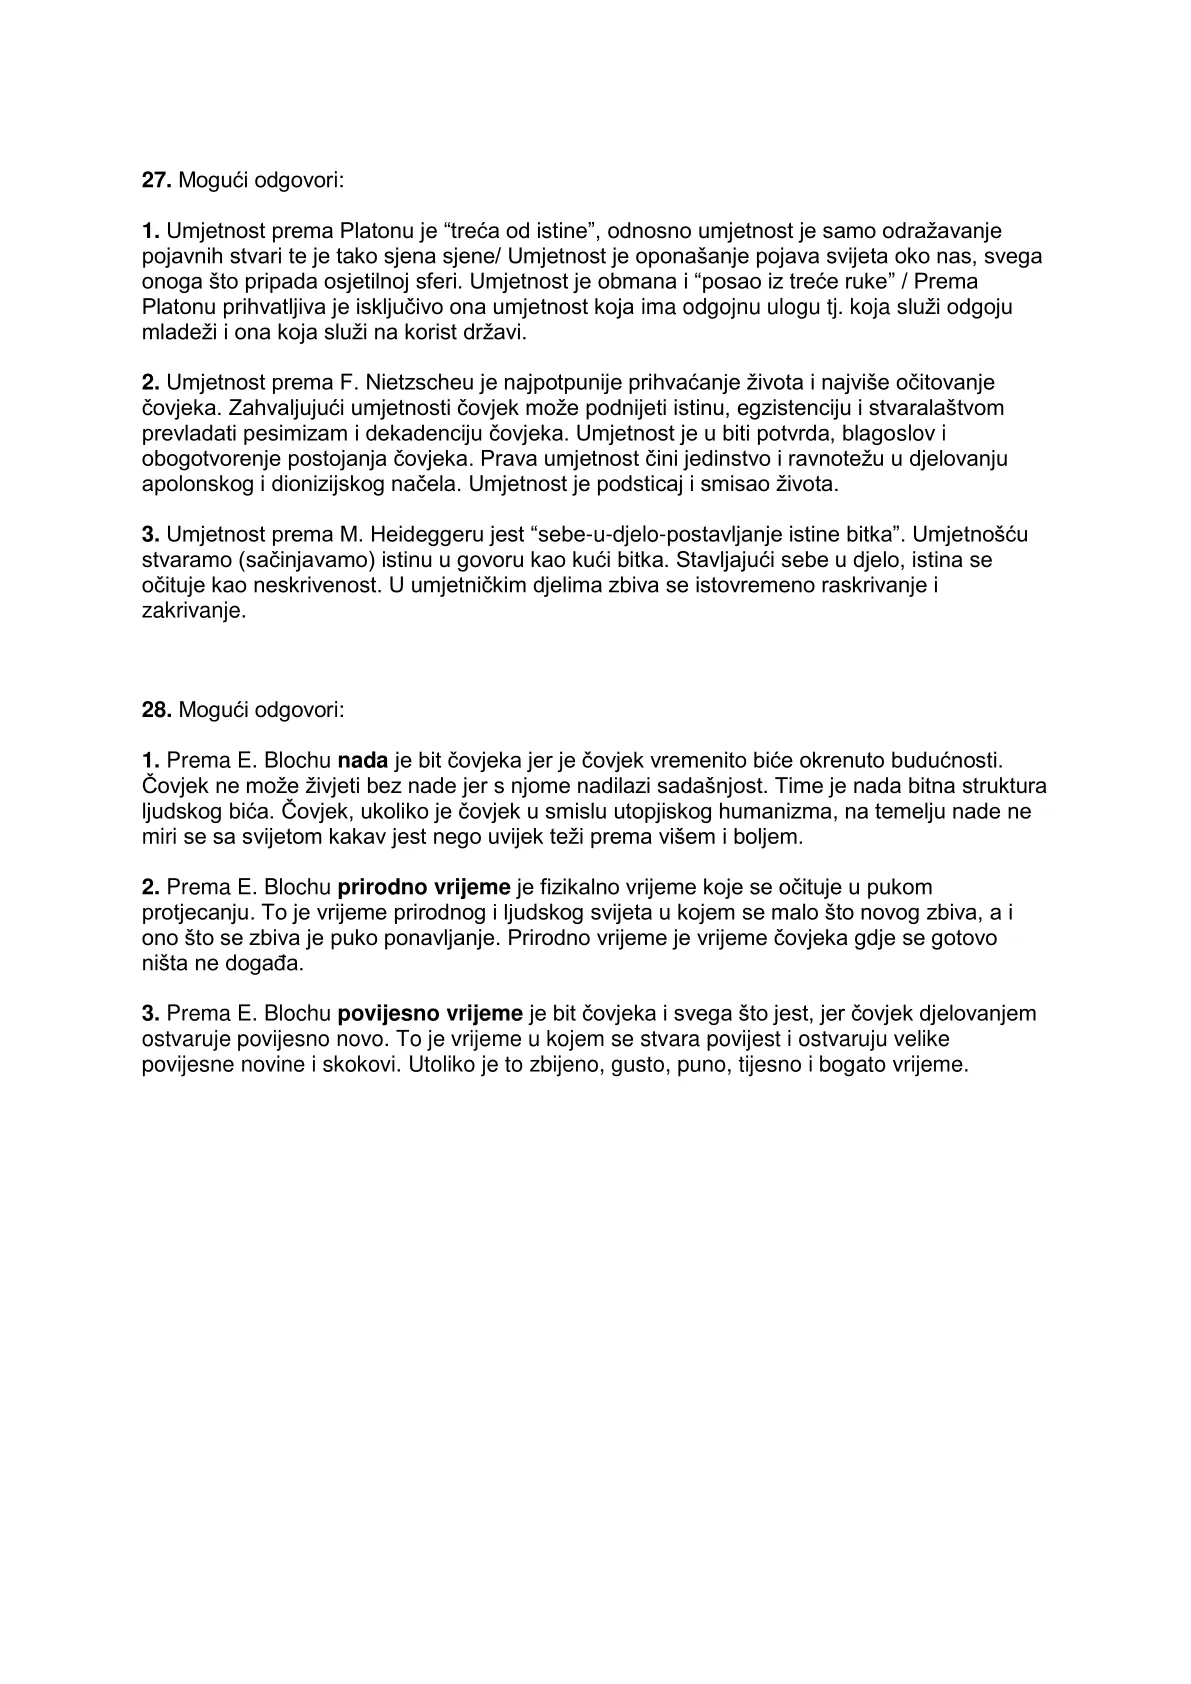 27. Mogući odgovori:
1. Umjetnost prema Platonu je “treća od istine”, odnosno umjetnost je samo odražavanje
pojavnih stvari te je tako sjena sjene/ Umjetnost je oponašanje pojava svijeta oko nas, svega
onoga što pripada osjetilnoj sferi. Umjetnost je obmana i “posao iz treće ruke” / Prema
Platonu prihvatljiva je isključivo ona umjetnost koja ima odgojnu ulogu tj. koja služi odgoju
mladeži i ona koja služi na korist državi.
2. Umjetnost prema F. Nietzscheu je najpotpunije prihvaćanje života i najviše očitovanje
čovjeka. Zahvaljujući umjetnosti čovjek može podnijeti istinu, egzistenciju i stvaralaštvom
prevladati pesimizam i dekadenciju čovjeka. Umjetnost je u biti potvrda, blagoslov i
obogotvorenje postojanja čovjeka. Prava umjetnost čini jedinstvo i ravnotežu u djelovanju
apolonskog i dionizijskog načela. Umjetnost je podsticaj i smisao života.
3. Umjetnost prema M. Heideggeru jest “sebe-u-djelo-postavljanje istine bitka”. Umjetnošću
stvaramo (sačinjavamo) istinu u govoru kao kući bitka. Stavljajući sebe u djelo, istina se
očituje kao neskrivenost. U umjetničkim djelima zbiva se istovremeno raskrivanje i
zakrivanje.
28. Mogući odgovori:
1. Prema E. Blochu nada je bit čovjeka jer je čovjek vremenito biće okrenuto budućnosti.
Čovjek ne može živjeti bez nade jer s njome nadilazi sadašnjost. Time je nada bitna struktura
ljudskog bića. Čovjek, ukoliko je čovjek u smislu utopjiskog humanizma, na temelju nade ne
miri se sa svijetom kakav jest nego uvijek teži prema višem i boljem.
2. Prema E. Blochu prirodno vrijeme je fizikalno vrijeme koje se očituje u pukom
protjecanju. To je vrijeme prirodnog i ljudskog svijeta u kojem se malo što novog zbiva, a i
ono što se zbiva je puko ponavljanje. Prirodno vrijeme je vrijeme čovjeka gdje se gotovo
ništa ne događa.
3. Prema E. Blochu povijesno vrijeme je bit čovjeka i svega što jest, jer čovjek djelovanjem
ostvaruje povijesno novo. To je vrijeme u kojem se stvara povijest i ostvaruju velike
povijesne novine i skokovi. Utoliko je to zbijeno, gusto, puno, tijesno i bogato vrijeme.